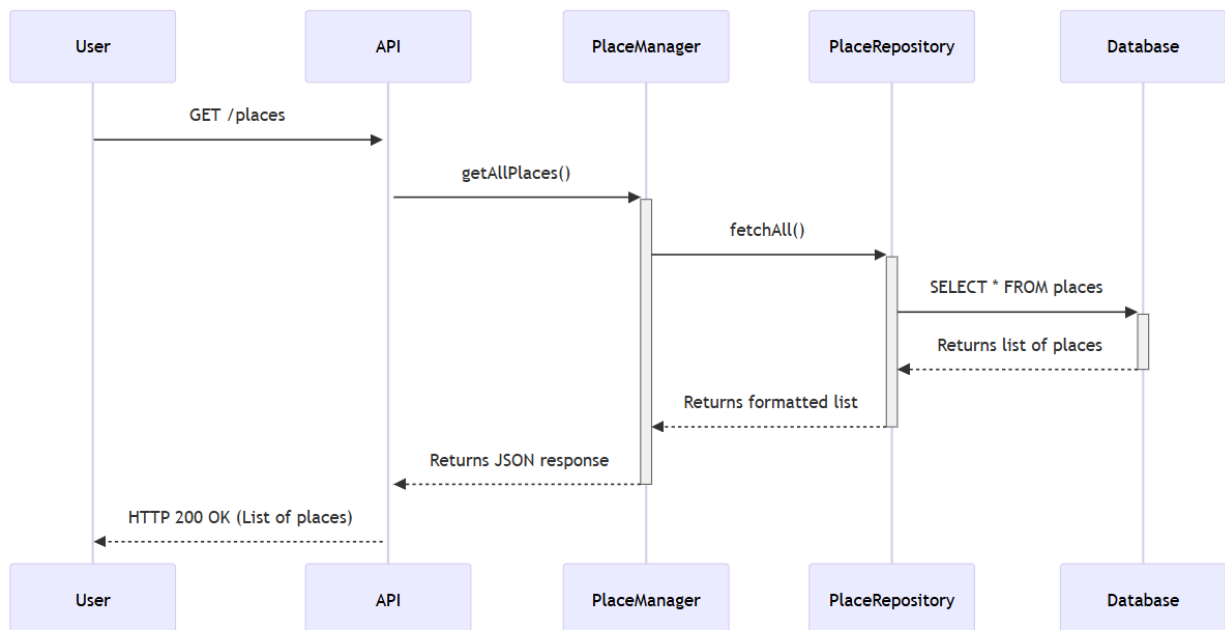 User
API
PlaceManager
PlaceRepository
Database
GET /places
getAllPlaces()
fetchAll()
SELECT * FROM places
Returns list of places
Returns formatted list
Returns JSON response
HTTP 200 OK (List of places)
User
API
PlaceManager
PlaceRepository
Database